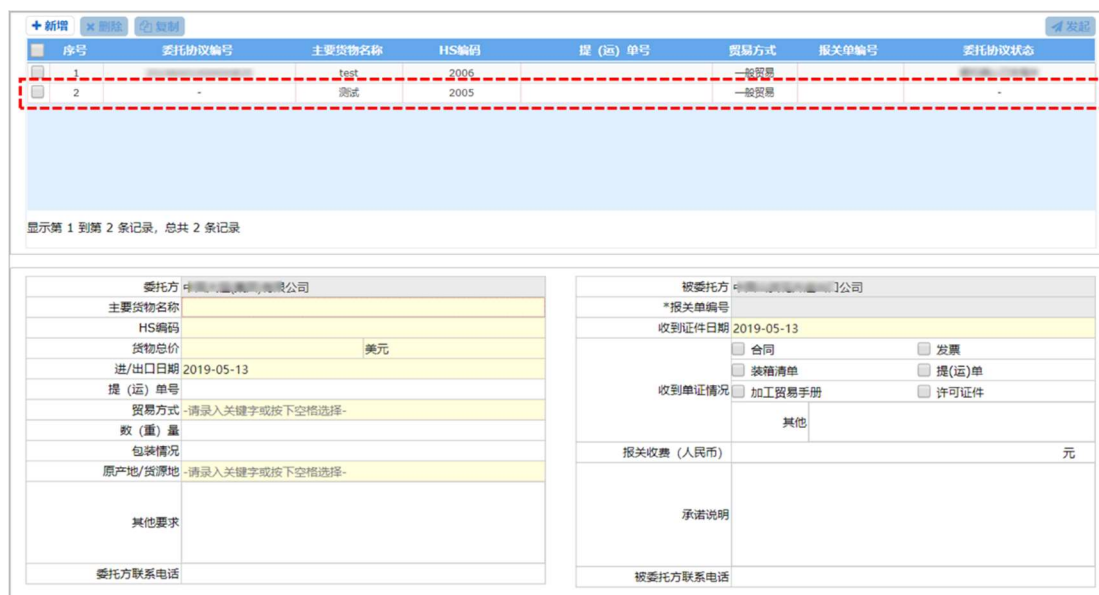 新增 删除 复制 发起
序号 委托协议编号 主要货物名称 HS编码 提（运）单号 贸易方式 报关单编号 委托协议状态
1 test 2006 一般贸易
2 - 测试 2005 一般贸易 -
显示第 1 到第 2 条记录，总共 2 条记录
委托方 公司 被委托方 公司
主要货物名称 *报关单编号
HS编码 收到证件日期 2019-05-13
货物总价 美元 合同 发票
进/出口日期 2019-05-13 装箱清单 提(运)单
提（运）单号 收到单证情况 加工贸易手册 许可证件
贸易方式 -请录入关键字或按下空格选择-
数（重）量 其他
包装情况 报关收费（人民币） 元
原产地/货源地 -请录入关键字或按下空格选择-
其他要求 承诺说明
委托方联系电话 被委托方联系电话